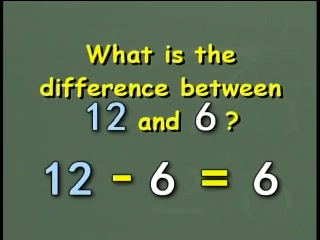 What is the
difference between
12 and 6 ?
12 - 6 = 6